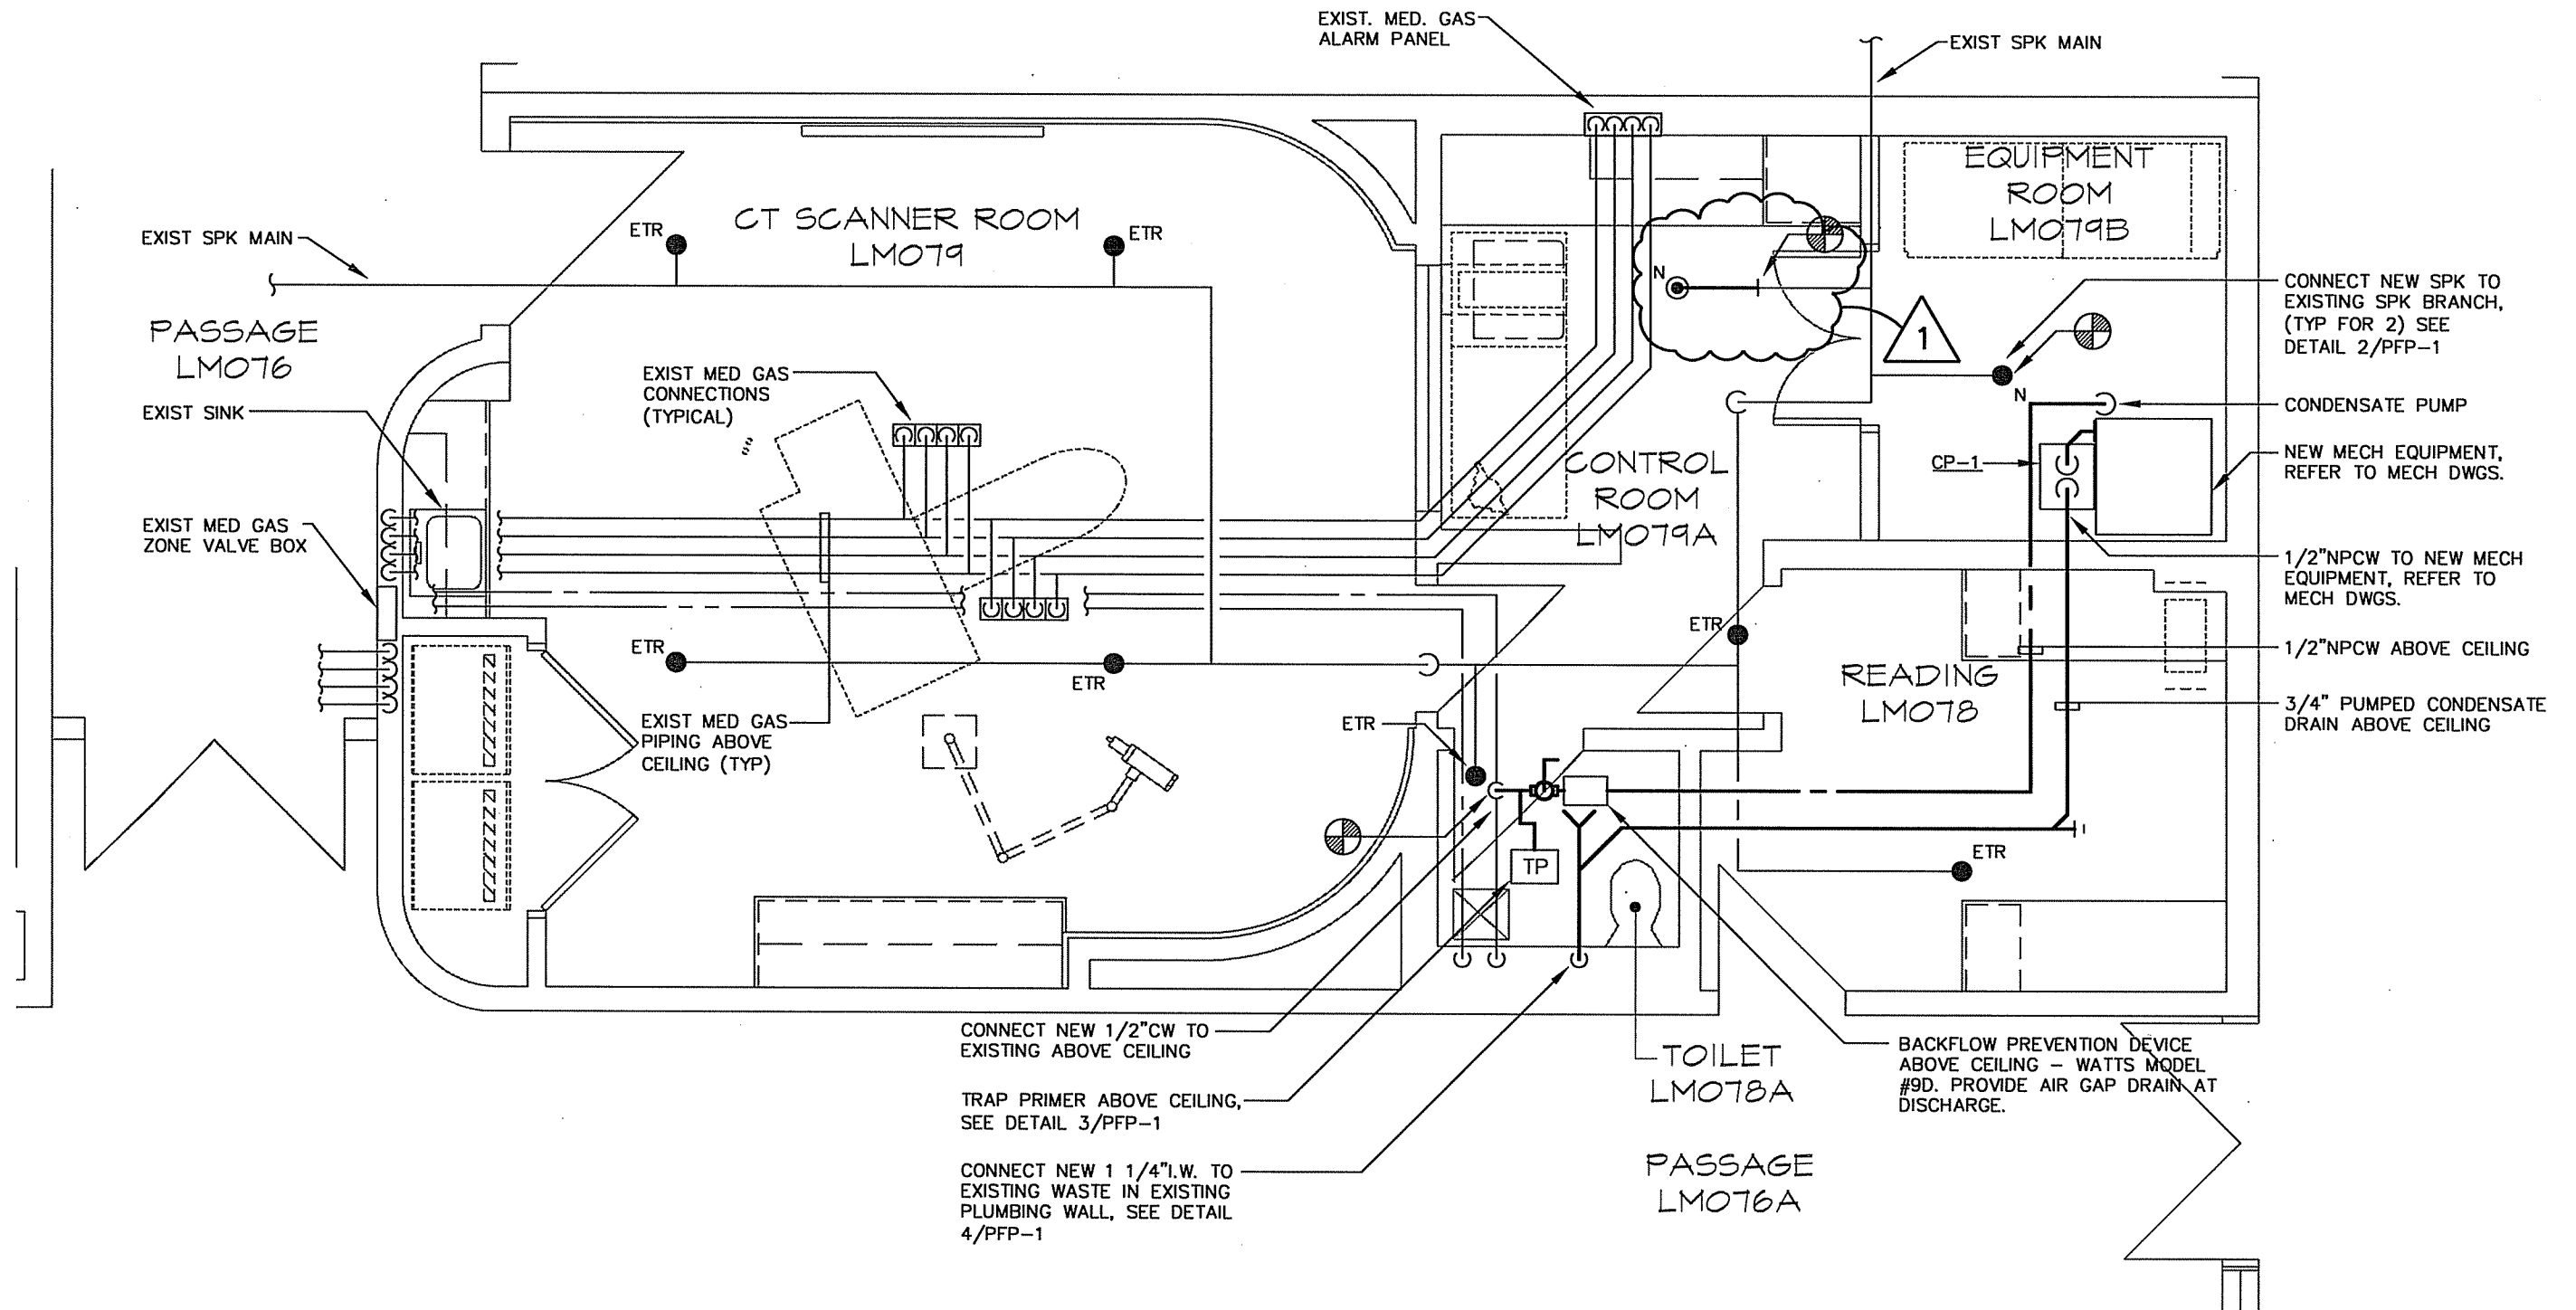 EXIST. MED. GAS
ALARM PANEL
EXIST SPK MAIN
EQUIPMENT
ROOM
LM079B
CT SCANNER ROOM
LM079
ETR
ETR
EXIST SPK MAIN
N
1
CONNECT NEW SPK TO
EXISTING SPK BRANCH,
(TYP FOR 2) SEE
DETAIL 2/PFP-1
PASSAGE
LM076
EXIST MED GAS
CONNECTIONS
(TYPICAL)
N
CONDENSATE PUMP
EXIST SINK
CONTROL
ROOM
LM079A
CP-1
NEW MECH EQUIPMENT,
REFER TO MECH DWGS.
EXIST MED GAS
ZONE VALVE BOX
1/2"NPCW TO NEW MECH
EQUIPMENT, REFER TO
MECH DWGS.
ETR
ETR
ETR
1/2"NPCW ABOVE CEILING
READING
LM078
3/4" PUMPED CONDENSATE
DRAIN ABOVE CEILING
EXIST MED GAS
PIPING ABOVE
CEILING (TYP)
ETR
TP
ETR
CONNECT NEW 1/2"CW TO
EXISTING ABOVE CEILING
TRAP PRIMER ABOVE CEILING,
SEE DETAIL 3/PFP-1
CONNECT NEW 1 1/4"I.W. TO
EXISTING WASTE IN EXISTING
PLUMBING WALL, SEE DETAIL
4/PFP-1
TOILET
LM078A
BACKFLOW PREVENTION DEVICE
ABOVE CEILING - WATTS MODEL
#9D. PROVIDE AIR GAP DRAIN AT
DISCHARGE.
PASSAGE
LM076A